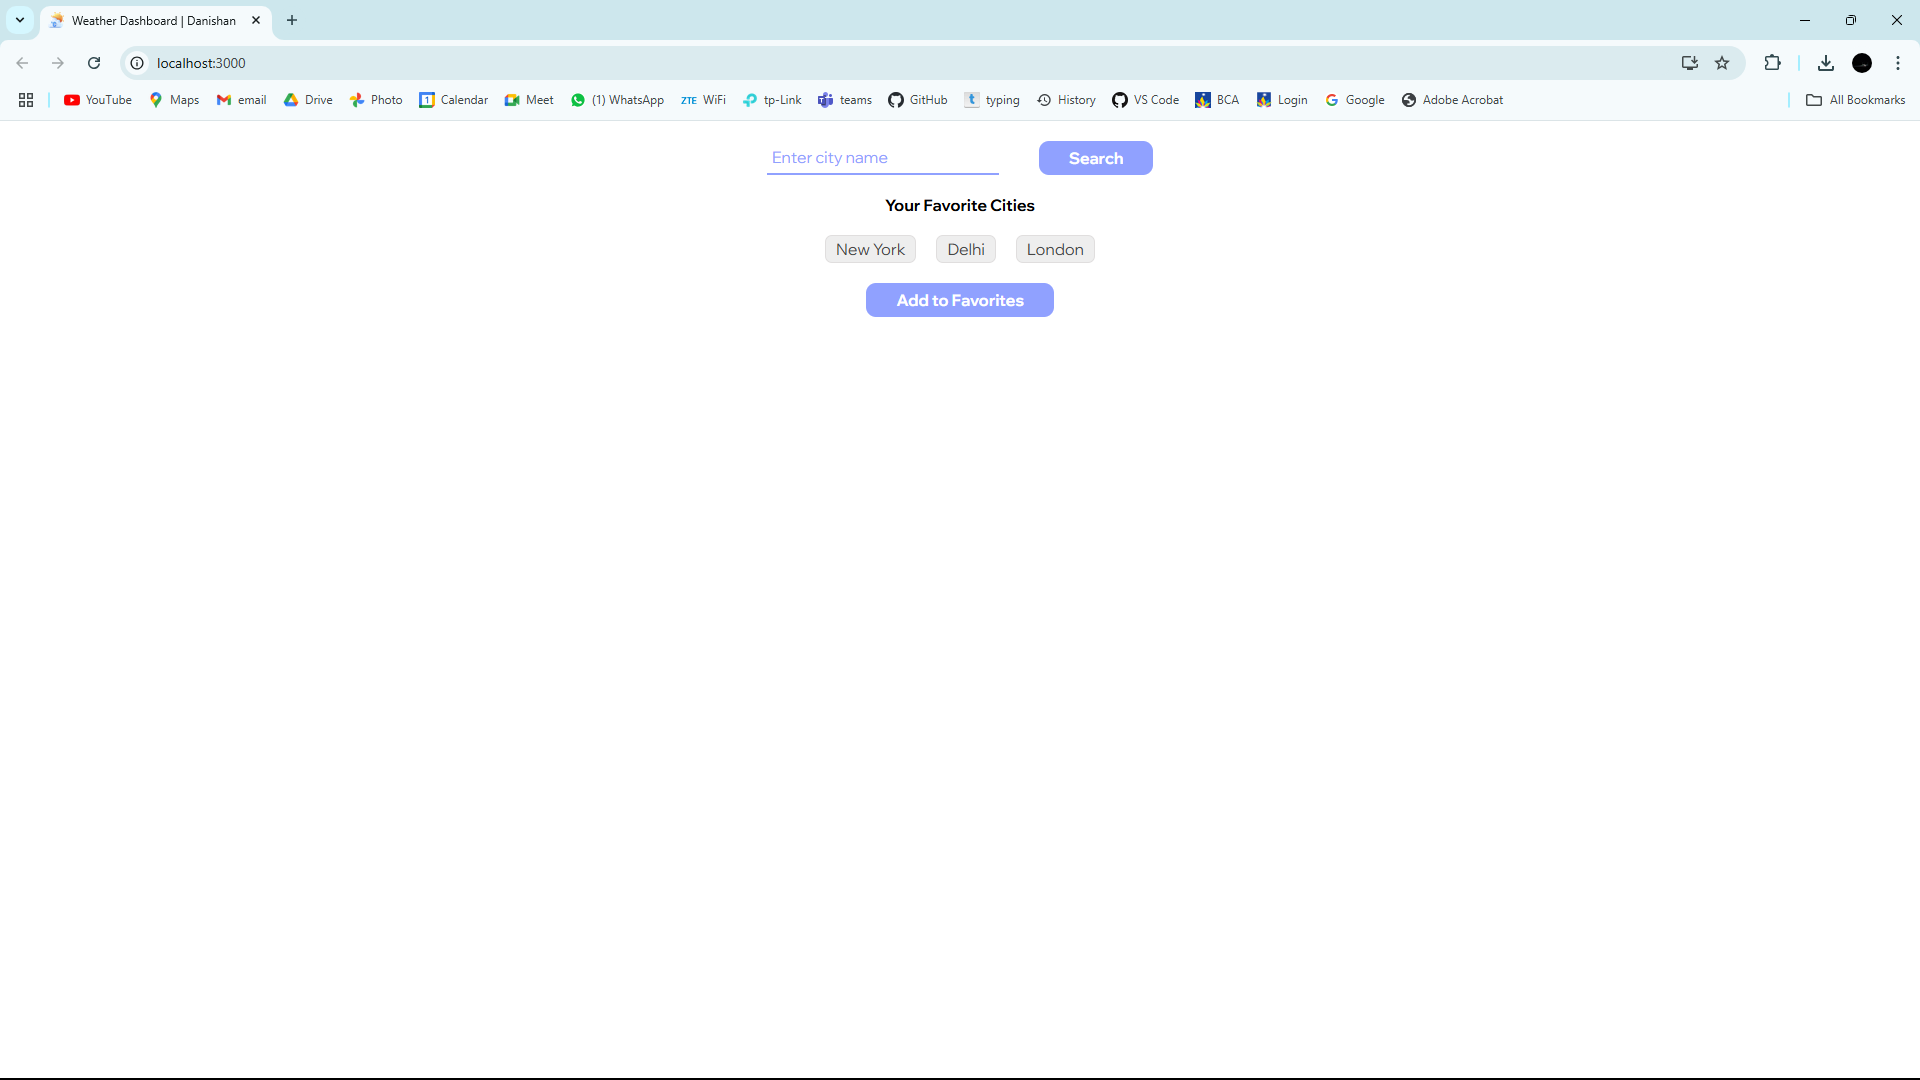 Weather Dashboard | Danishan
localhost:3000
YouTube Maps email Drive Photo 1 Calendar Meet (1) WhatsApp ZTE WiFi tp-Link teams GitHub t typing History VS Code BCA Login Google Adobe Acrobat All Bookmarks
Enter city name Search
Your Favorite Cities
New York Delhi London
Add to Favorites